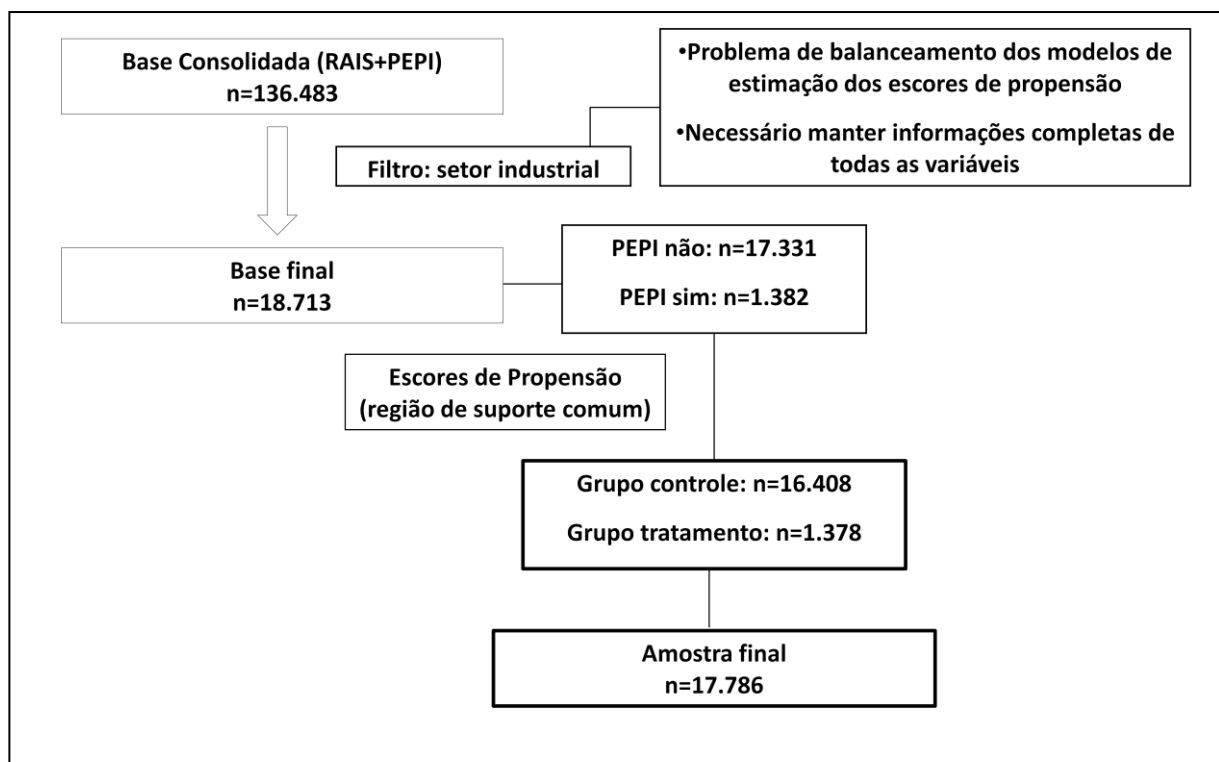 Base Consolidada (RAIS+PEPI)
n=136.483
•Problema de balanceamento dos modelos de
estimação dos escores de propensão
•Necessário manter informações completas de
todas as variáveis
Filtro: setor industrial
Base final
n=18.713
PEPI não: n=17.331
PEPI sim: n=1.382
Escores de Propensão
(região de suporte comum)
Grupo controle: n=16.408
Grupo tratamento: n=1.378
Amostra final
n=17.786